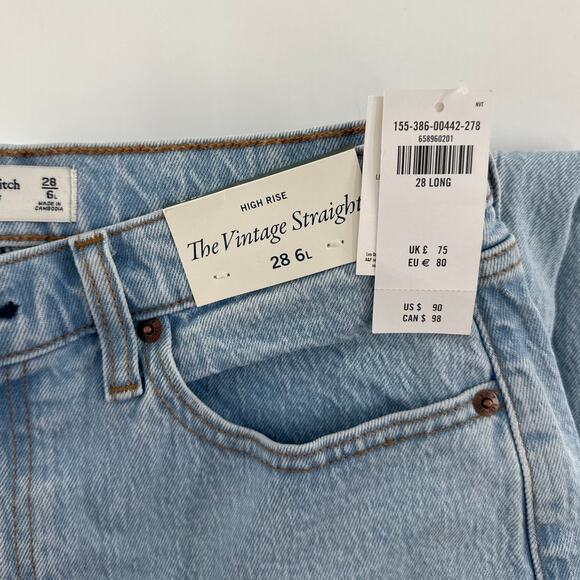 itch
28
6L
MADE IN
CAMBODIA
HIGH RISE
The Vintage Straight
28 6L
NVT
155-386-00442-278
658960201
28 LONG
UK £ 75
EU € 80
US $ 90
CAN $ 98